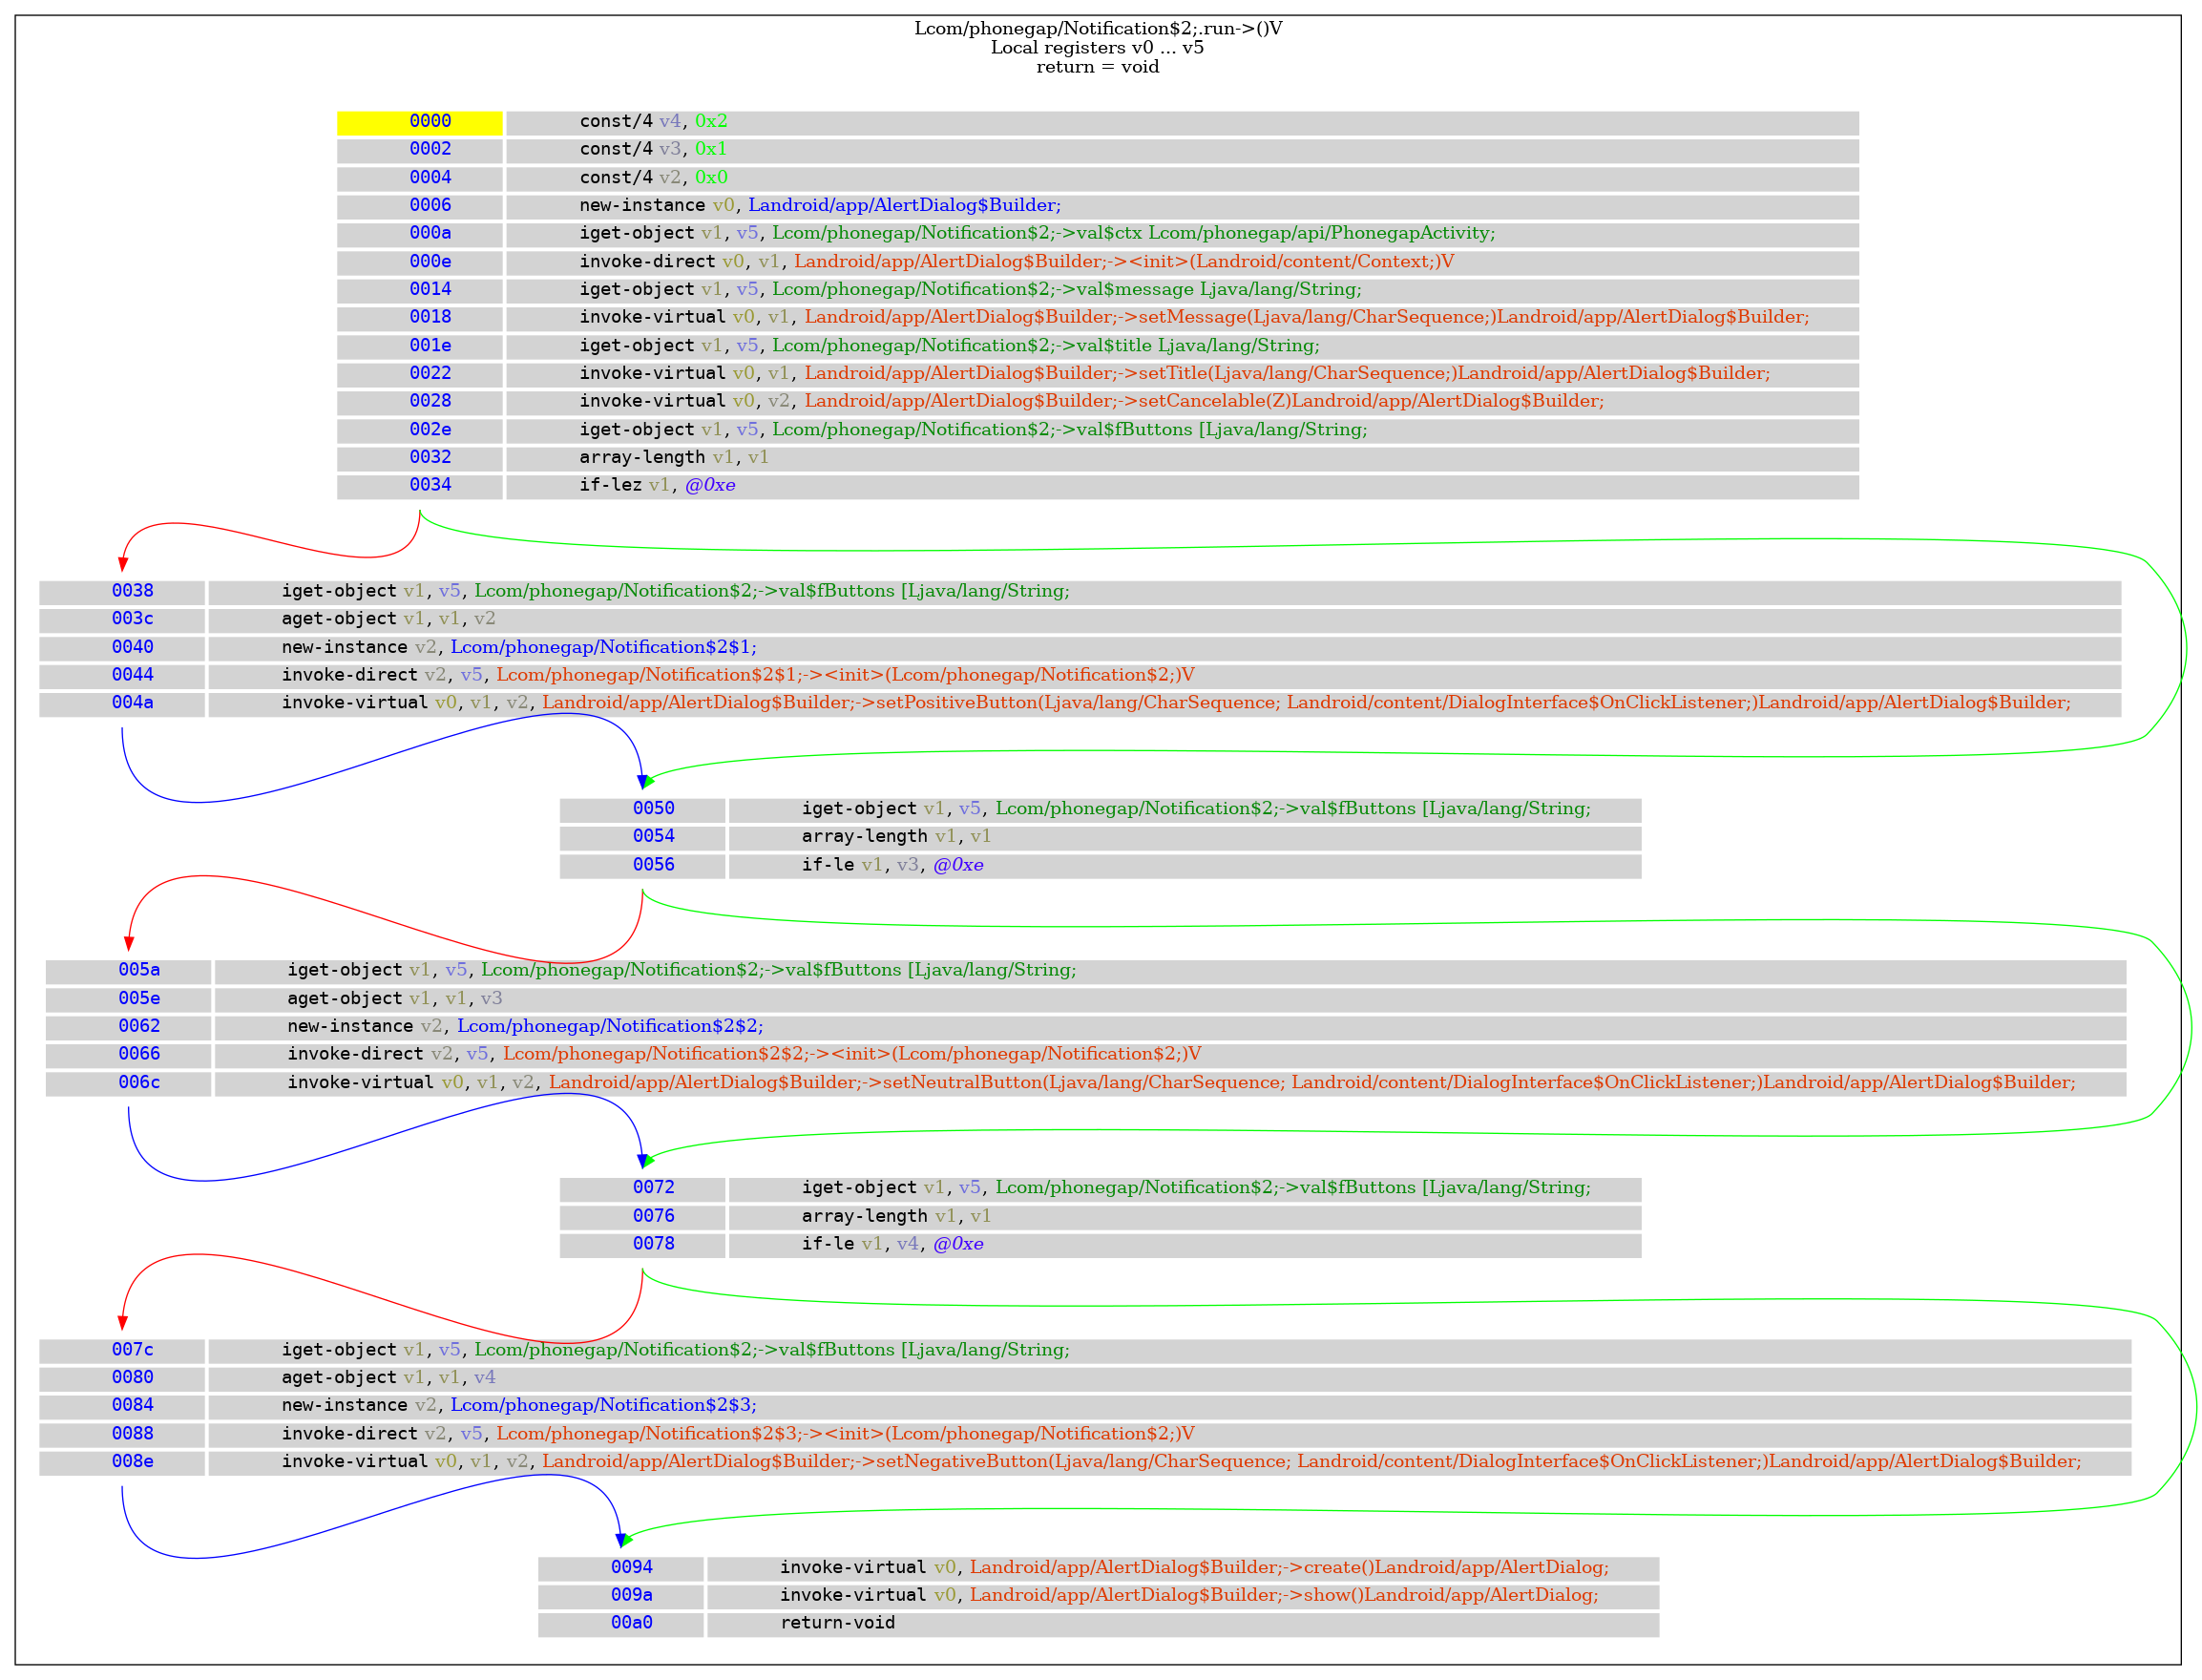 Lcom/phonegap/Notification$2;.run->()V
Local registers v0 ... v5
return = void
0000 const/4 v4, 0x2
0002 const/4 v3, 0x1
0004 const/4 v2, 0x0
0006 new-instance v0, Landroid/app/AlertDialog$Builder;
000a iget-object v1, v5, Lcom/phonegap/Notification$2;->val$ctx Lcom/phonegap/api/PhonegapActivity;
000e invoke-direct v0, v1, Landroid/app/AlertDialog$Builder;-><init>(Landroid/content/Context;)V
0014 iget-object v1, v5, Lcom/phonegap/Notification$2;->val$message Ljava/lang/String;
0018 invoke-virtual v0, v1, Landroid/app/AlertDialog$Builder;->setMessage(Ljava/lang/CharSequence;)Landroid/app/AlertDialog$Builder;
001e iget-object v1, v5, Lcom/phonegap/Notification$2;->val$title Ljava/lang/String;
0022 invoke-virtual v0, v1, Landroid/app/AlertDialog$Builder;->setTitle(Ljava/lang/CharSequence;)Landroid/app/AlertDialog$Builder;
0028 invoke-virtual v0, v2, Landroid/app/AlertDialog$Builder;->setCancelable(Z)Landroid/app/AlertDialog$Builder;
002e iget-object v1, v5, Lcom/phonegap/Notification$2;->val$fButtons [Ljava/lang/String;
0032 array-length v1, v1
0034 if-lez v1, @0xe
0038 iget-object v1, v5, Lcom/phonegap/Notification$2;->val$fButtons [Ljava/lang/String;
003c aget-object v1, v1, v2
0040 new-instance v2, Lcom/phonegap/Notification$2$1;
0044 invoke-direct v2, v5, Lcom/phonegap/Notification$2$1;-><init>(Lcom/phonegap/Notification$2;)V
004a invoke-virtual v0, v1, v2, Landroid/app/AlertDialog$Builder;->setPositiveButton(Ljava/lang/CharSequence; Landroid/content/DialogInterface$OnClickListener;)Landroid/app/AlertDialog$Builder;
0050 iget-object v1, v5, Lcom/phonegap/Notification$2;->val$fButtons [Ljava/lang/String;
0054 array-length v1, v1
0056 if-le v1, v3, @0xe
005a iget-object v1, v5, Lcom/phonegap/Notification$2;->val$fButtons [Ljava/lang/String;
005e aget-object v1, v1, v3
0062 new-instance v2, Lcom/phonegap/Notification$2$2;
0066 invoke-direct v2, v5, Lcom/phonegap/Notification$2$2;-><init>(Lcom/phonegap/Notification$2;)V
006c invoke-virtual v0, v1, v2, Landroid/app/AlertDialog$Builder;->setNeutralButton(Ljava/lang/CharSequence; Landroid/content/DialogInterface$OnClickListener;)Landroid/app/AlertDialog$Builder;
0072 iget-object v1, v5, Lcom/phonegap/Notification$2;->val$fButtons [Ljava/lang/String;
0076 array-length v1, v1
0078 if-le v1, v4, @0xe
007c iget-object v1, v5, Lcom/phonegap/Notification$2;->val$fButtons [Ljava/lang/String;
0080 aget-object v1, v1, v4
0084 new-instance v2, Lcom/phonegap/Notification$2$3;
0088 invoke-direct v2, v5, Lcom/phonegap/Notification$2$3;-><init>(Lcom/phonegap/Notification$2;)V
008e invoke-virtual v0, v1, v2, Landroid/app/AlertDialog$Builder;->setNegativeButton(Ljava/lang/CharSequence; Landroid/content/DialogInterface$OnClickListener;)Landroid/app/AlertDialog$Builder;
0094 invoke-virtual v0, Landroid/app/AlertDialog$Builder;->create()Landroid/app/AlertDialog;
009a invoke-virtual v0, Landroid/app/AlertDialog$Builder;->show()Landroid/app/AlertDialog;
00a0 return-void